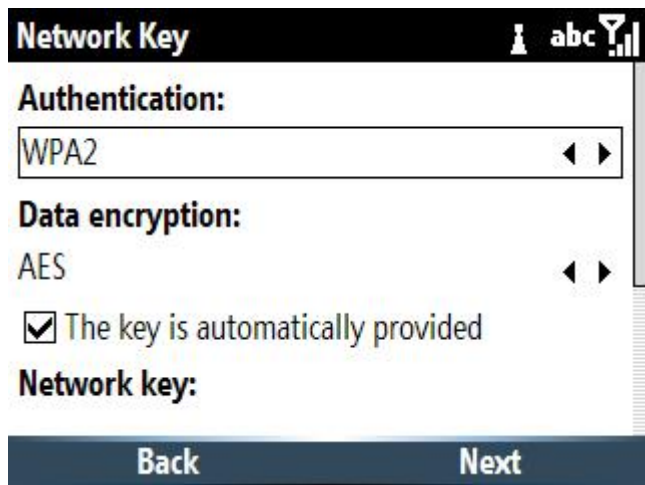 Network Key abc
Authentication:
WPA2
Data encryption:
AES
The key is automatically provided
Network key:
Back Next